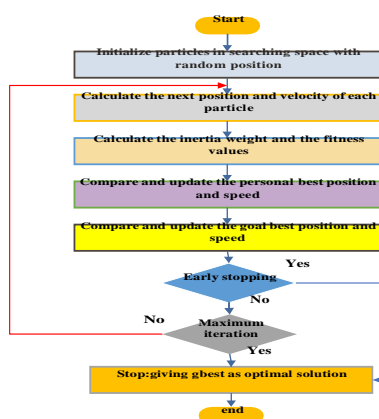 Start
Initialize particles in searching space with
random position
Calculate the next position and velocity of each
particle
Calculate the inertia weight and the fitness
values
Compare and update the personal best position
and speed
Compare and update the goal best position and
speed
Yes
Early stopping
No
No
Maximum
iteration
Yes
Stop:giving gbest as optimal solution
end